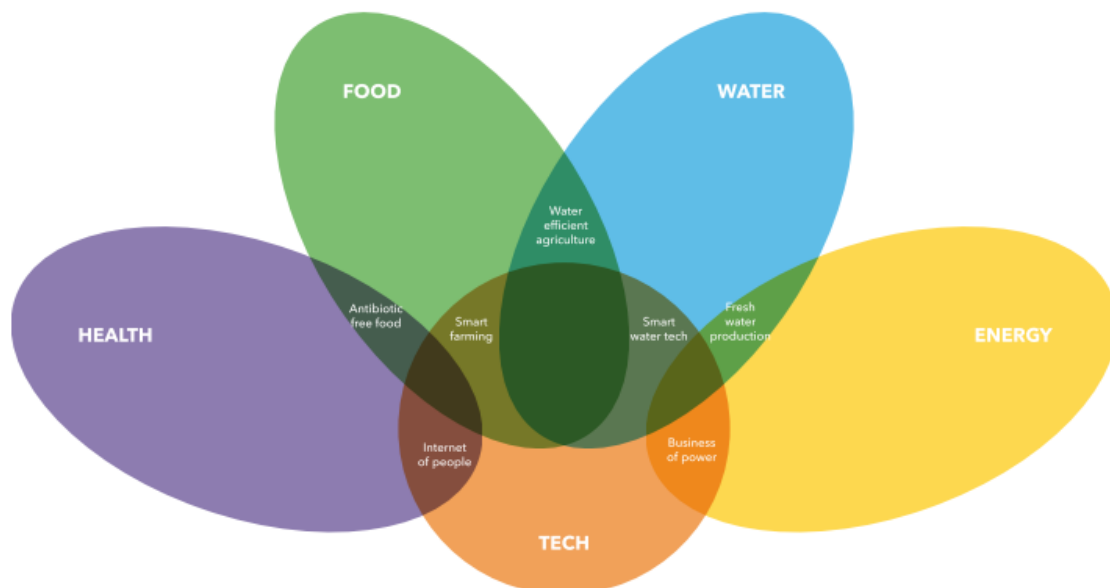 FOOD
WATER
Water
efficient
agriculture
HEALTH
Antibiotic
free food
Smart
farming
Smart
water tech
Fresh
water
production
ENERGY
Internet
of people
Business
of power
TECH